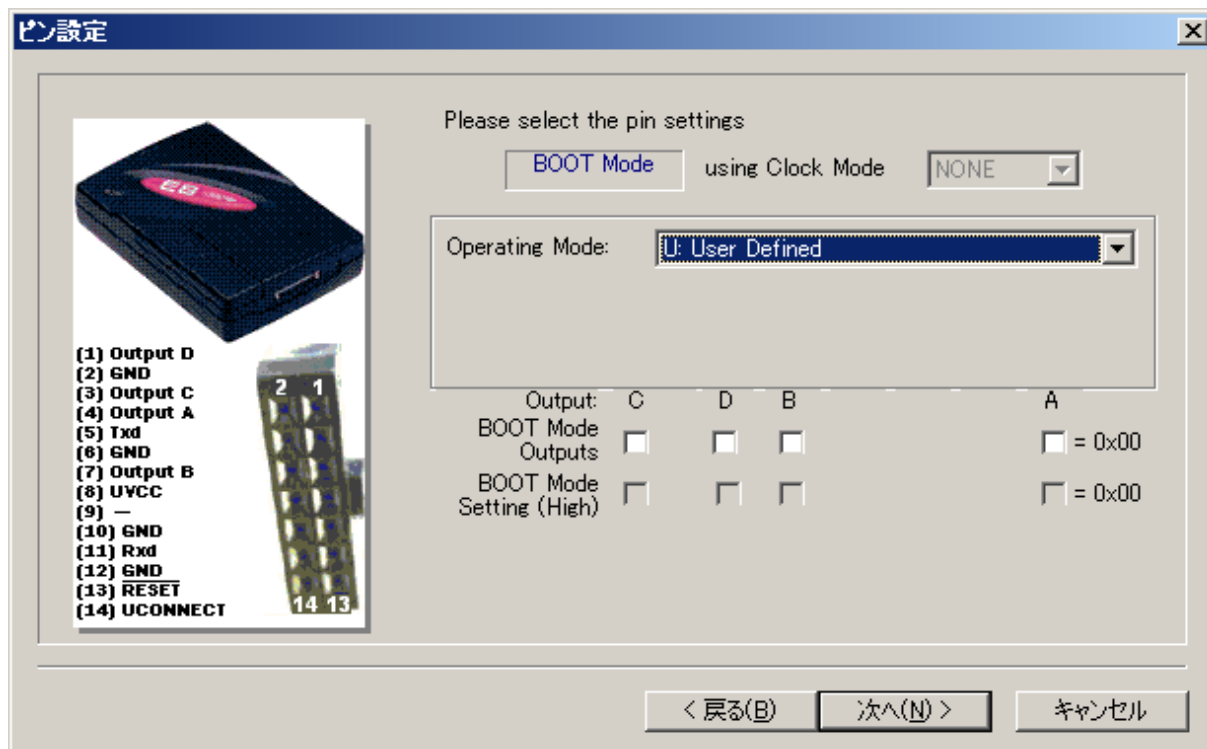 ピン設定
Please select the pin settings
BOOT Mode using Clock Mode NONE
Operating Mode: U: User Defined
E8
(1) Output D
(2) GND
(3) Output C
(4) Output A
(5) Txd
(6) GND
(7) Output B
(8) UVCC
(9) —
(10) GND
(11) Rxd
(12) GND
(13) RESET
(14) UCONNECT
2 1
14 13
Output: C D B A
BOOT Mode Outputs = 0x00
BOOT Mode Setting (High) = 0x00
< 戻る(B)
次へ(N) >
キャンセル